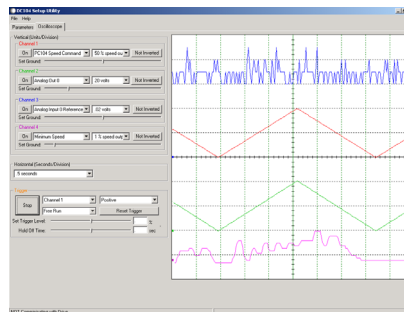 DC104 Setup Utility
File Help
Parameters Oscilloscope
Vertical (Units/Division)
Channel 1
On PC104 Speed Command 50 % speed ou Not Inverted
Set Ground:
Channel 2
On Analog Out 0 20 volts Not Inverted
Set Ground:
Channel 3
On Analog Input 0 Reference .02 volts Not Inverted
Set Ground:
Channel 4
On Minimum Speed 1 % speed outp Not Inverted
Set Ground:
Horizontal (Seconds/Division)
5 seconds
Trigger
Stop Channel 1 Positive
Free Run Reset Trigger
Set Trigger Level:
Hold Off Time: sec.